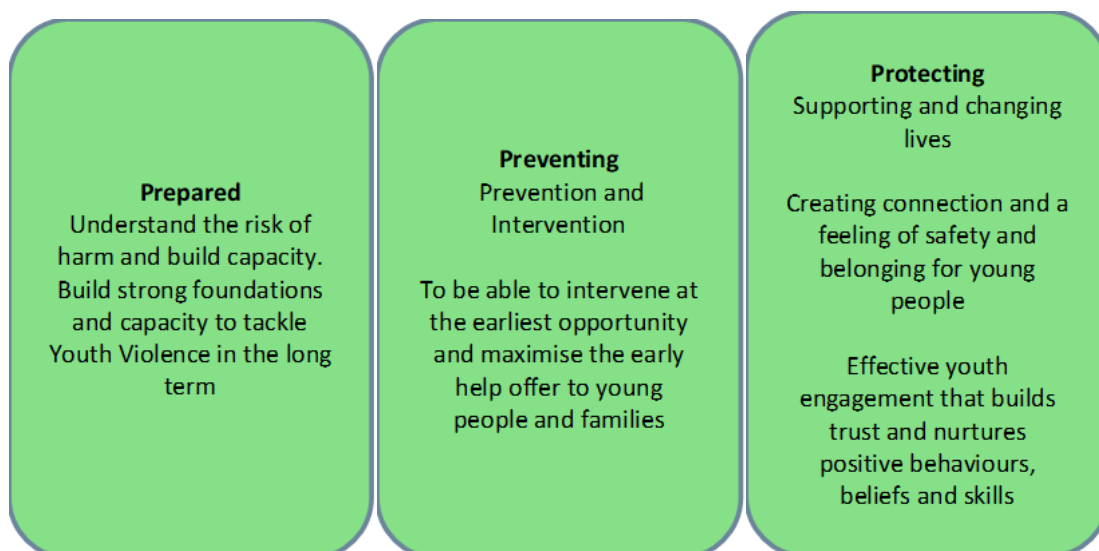 Prepared
Understand the risk of
harm and build capacity.
Build strong foundations
and capacity to tackle
Youth Violence in the long
term
Preventing
Prevention and
Intervention
To be able to intervene at
the earliest opportunity
and maximise the early
help offer to young
people and families
Protecting
Supporting and changing
lives
Creating connection and a
feeling of safety and
belonging for young
people
Effective youth
engagement that builds
trust and nurtures
positive behaviours,
beliefs and skills